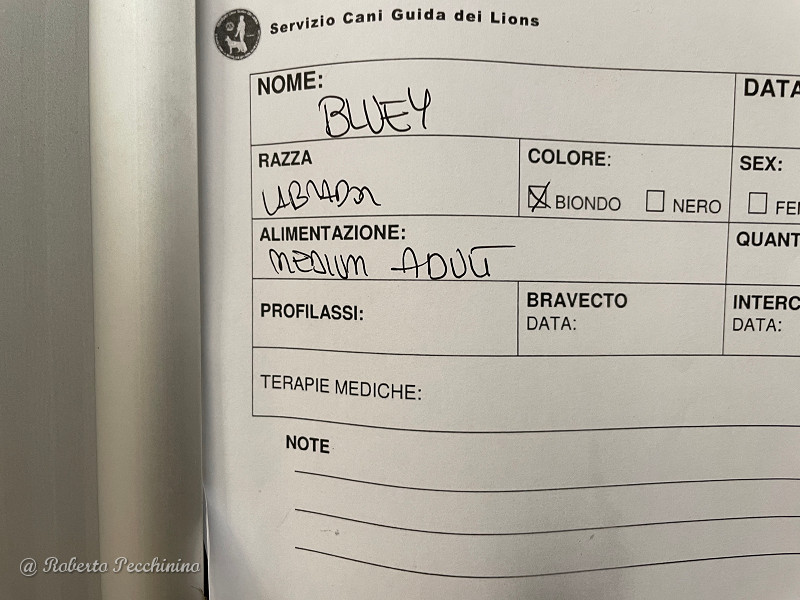 Servizio Cani Guida dei Lions
NOME: DATA
BLUEY
RAZZA COLORE: SEX:
LABRADOR BIONDO NERO FEM
ALIMENTAZIONE: QUANT
MEDIUM ADULT
PROFILASSI: BRAVECTO INTERC
DATA: DATA:
TERAPIE MEDICHE:
NOTE
@ Roberto Pecchinino